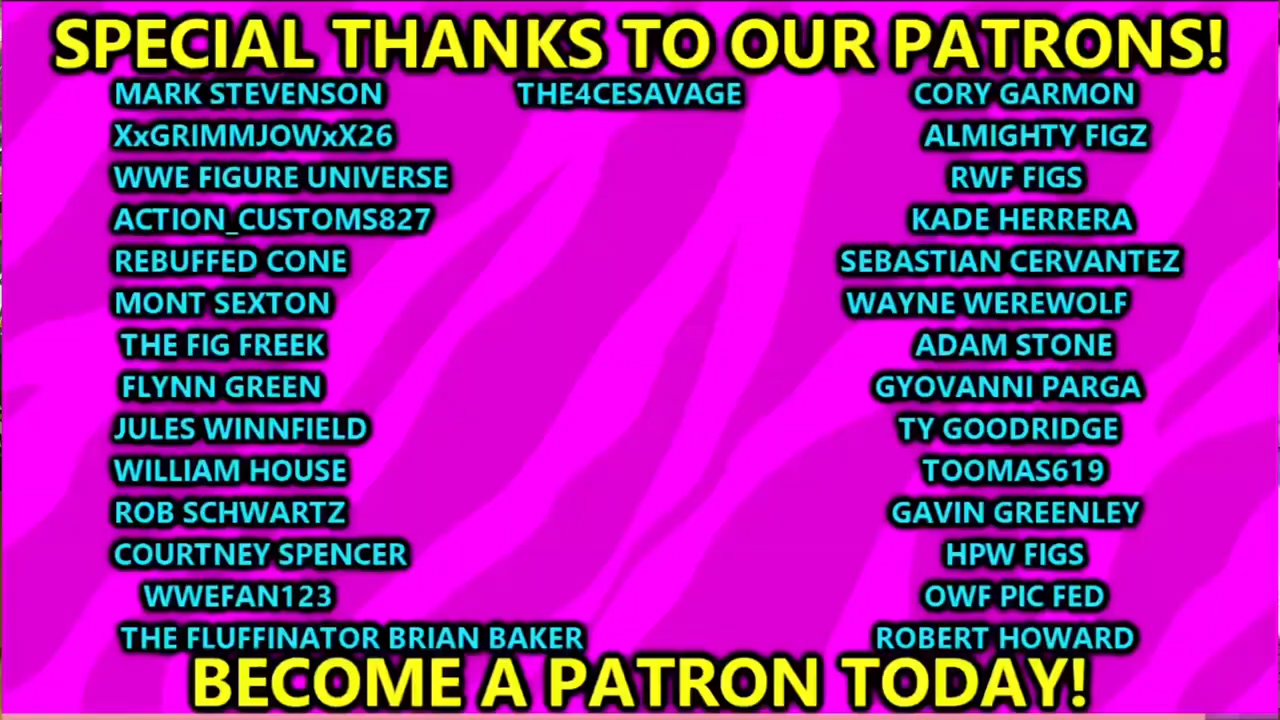 SPECIAL THANKS TO OUR PATRONS!
MARK STEVENSON THE4CESAVAGE CORY GARMON
XxGRIMMJOWxX26 ALMIGHTY FIGZ
WWE FIGURE UNIVERSE RWF FIGS
ACTION_CUSTOMS827 KADE HERRERA
REBUFFED CONE SEBASTIAN CERVANTEZ
MONT SEXTON WAYNE WEREWOLF
THE FIG FREEK ADAM STONE
FLYNN GREEN GYOVANNI PARGA
JULES WINNFIELD TY GOODRIDGE
WILLIAM HOUSE TOOMAS619
ROB SCHWARTZ GAVIN GREENLEY
COURTNEY SPENCER HPW FIGS
WWEFAN123 OWF PIC FED
THE FLUFFINATOR BRIAN BAKER ROBERT HOWARD
BECOME A PATRON TODAY!